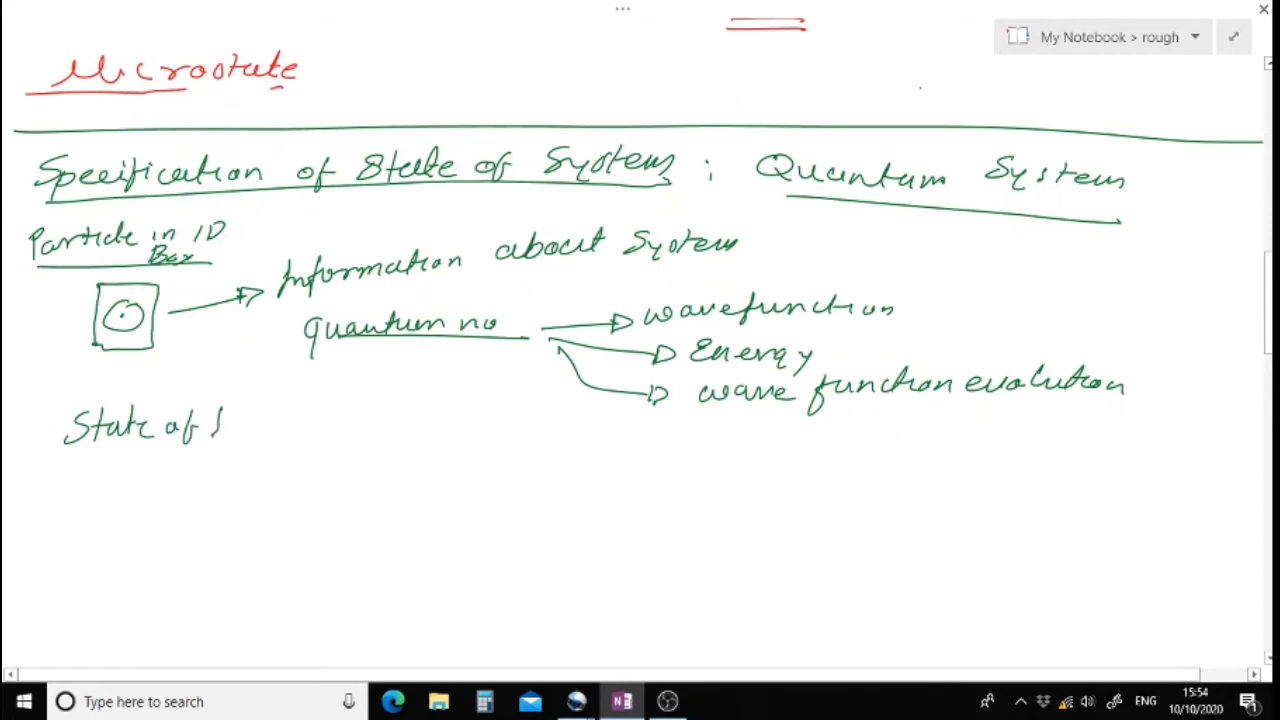 My Notebook > rough
Microstate
Specification of State of System : Quantum System
Particle in 1D
Box
Information about System
quantum no
wavefunction
Energy
wave function evolution
State of
Type here to search
ENG
15:54
10/10/2020
1